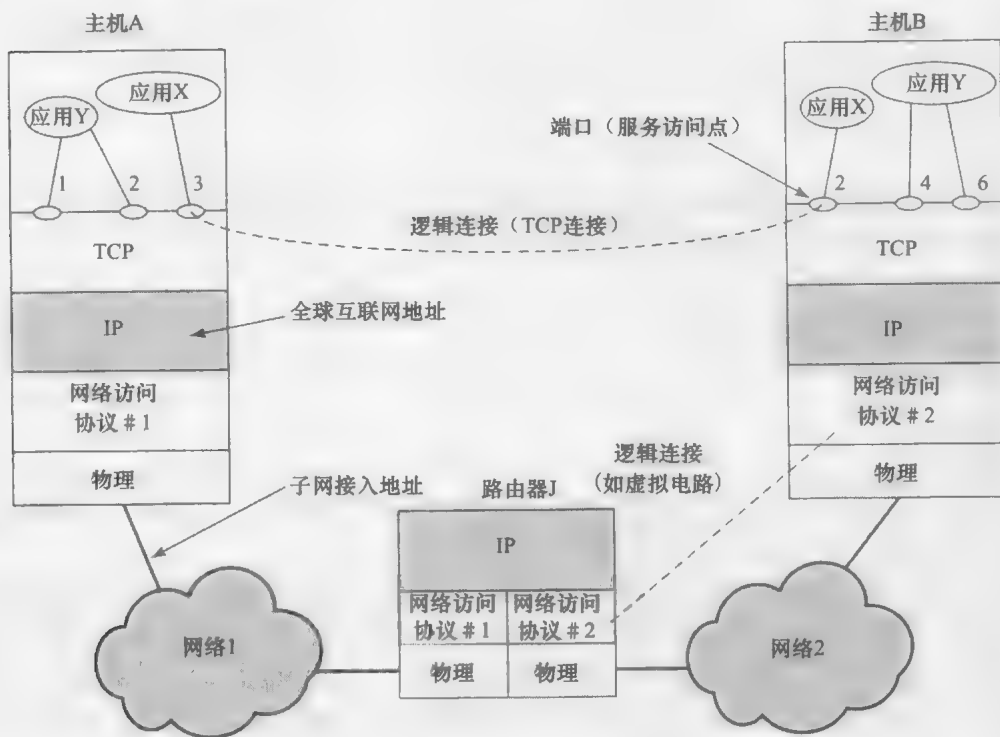 主机A
主机B
应用X
应用Y
1
2
3
应用Y
应用X
2
4
6
端口（服务访问点）
逻辑连接（TCP连接）
TCP
TCP
IP
全球互联网地址
IP
网络访问
协议＃1
网络访问
协议＃2
物理
子网接入地址
物理
逻辑连接
(如虚拟电路)
路由器J
IP
网络访问
协议＃1
网络访问
协议＃2
物理
物理
网络1
网络2